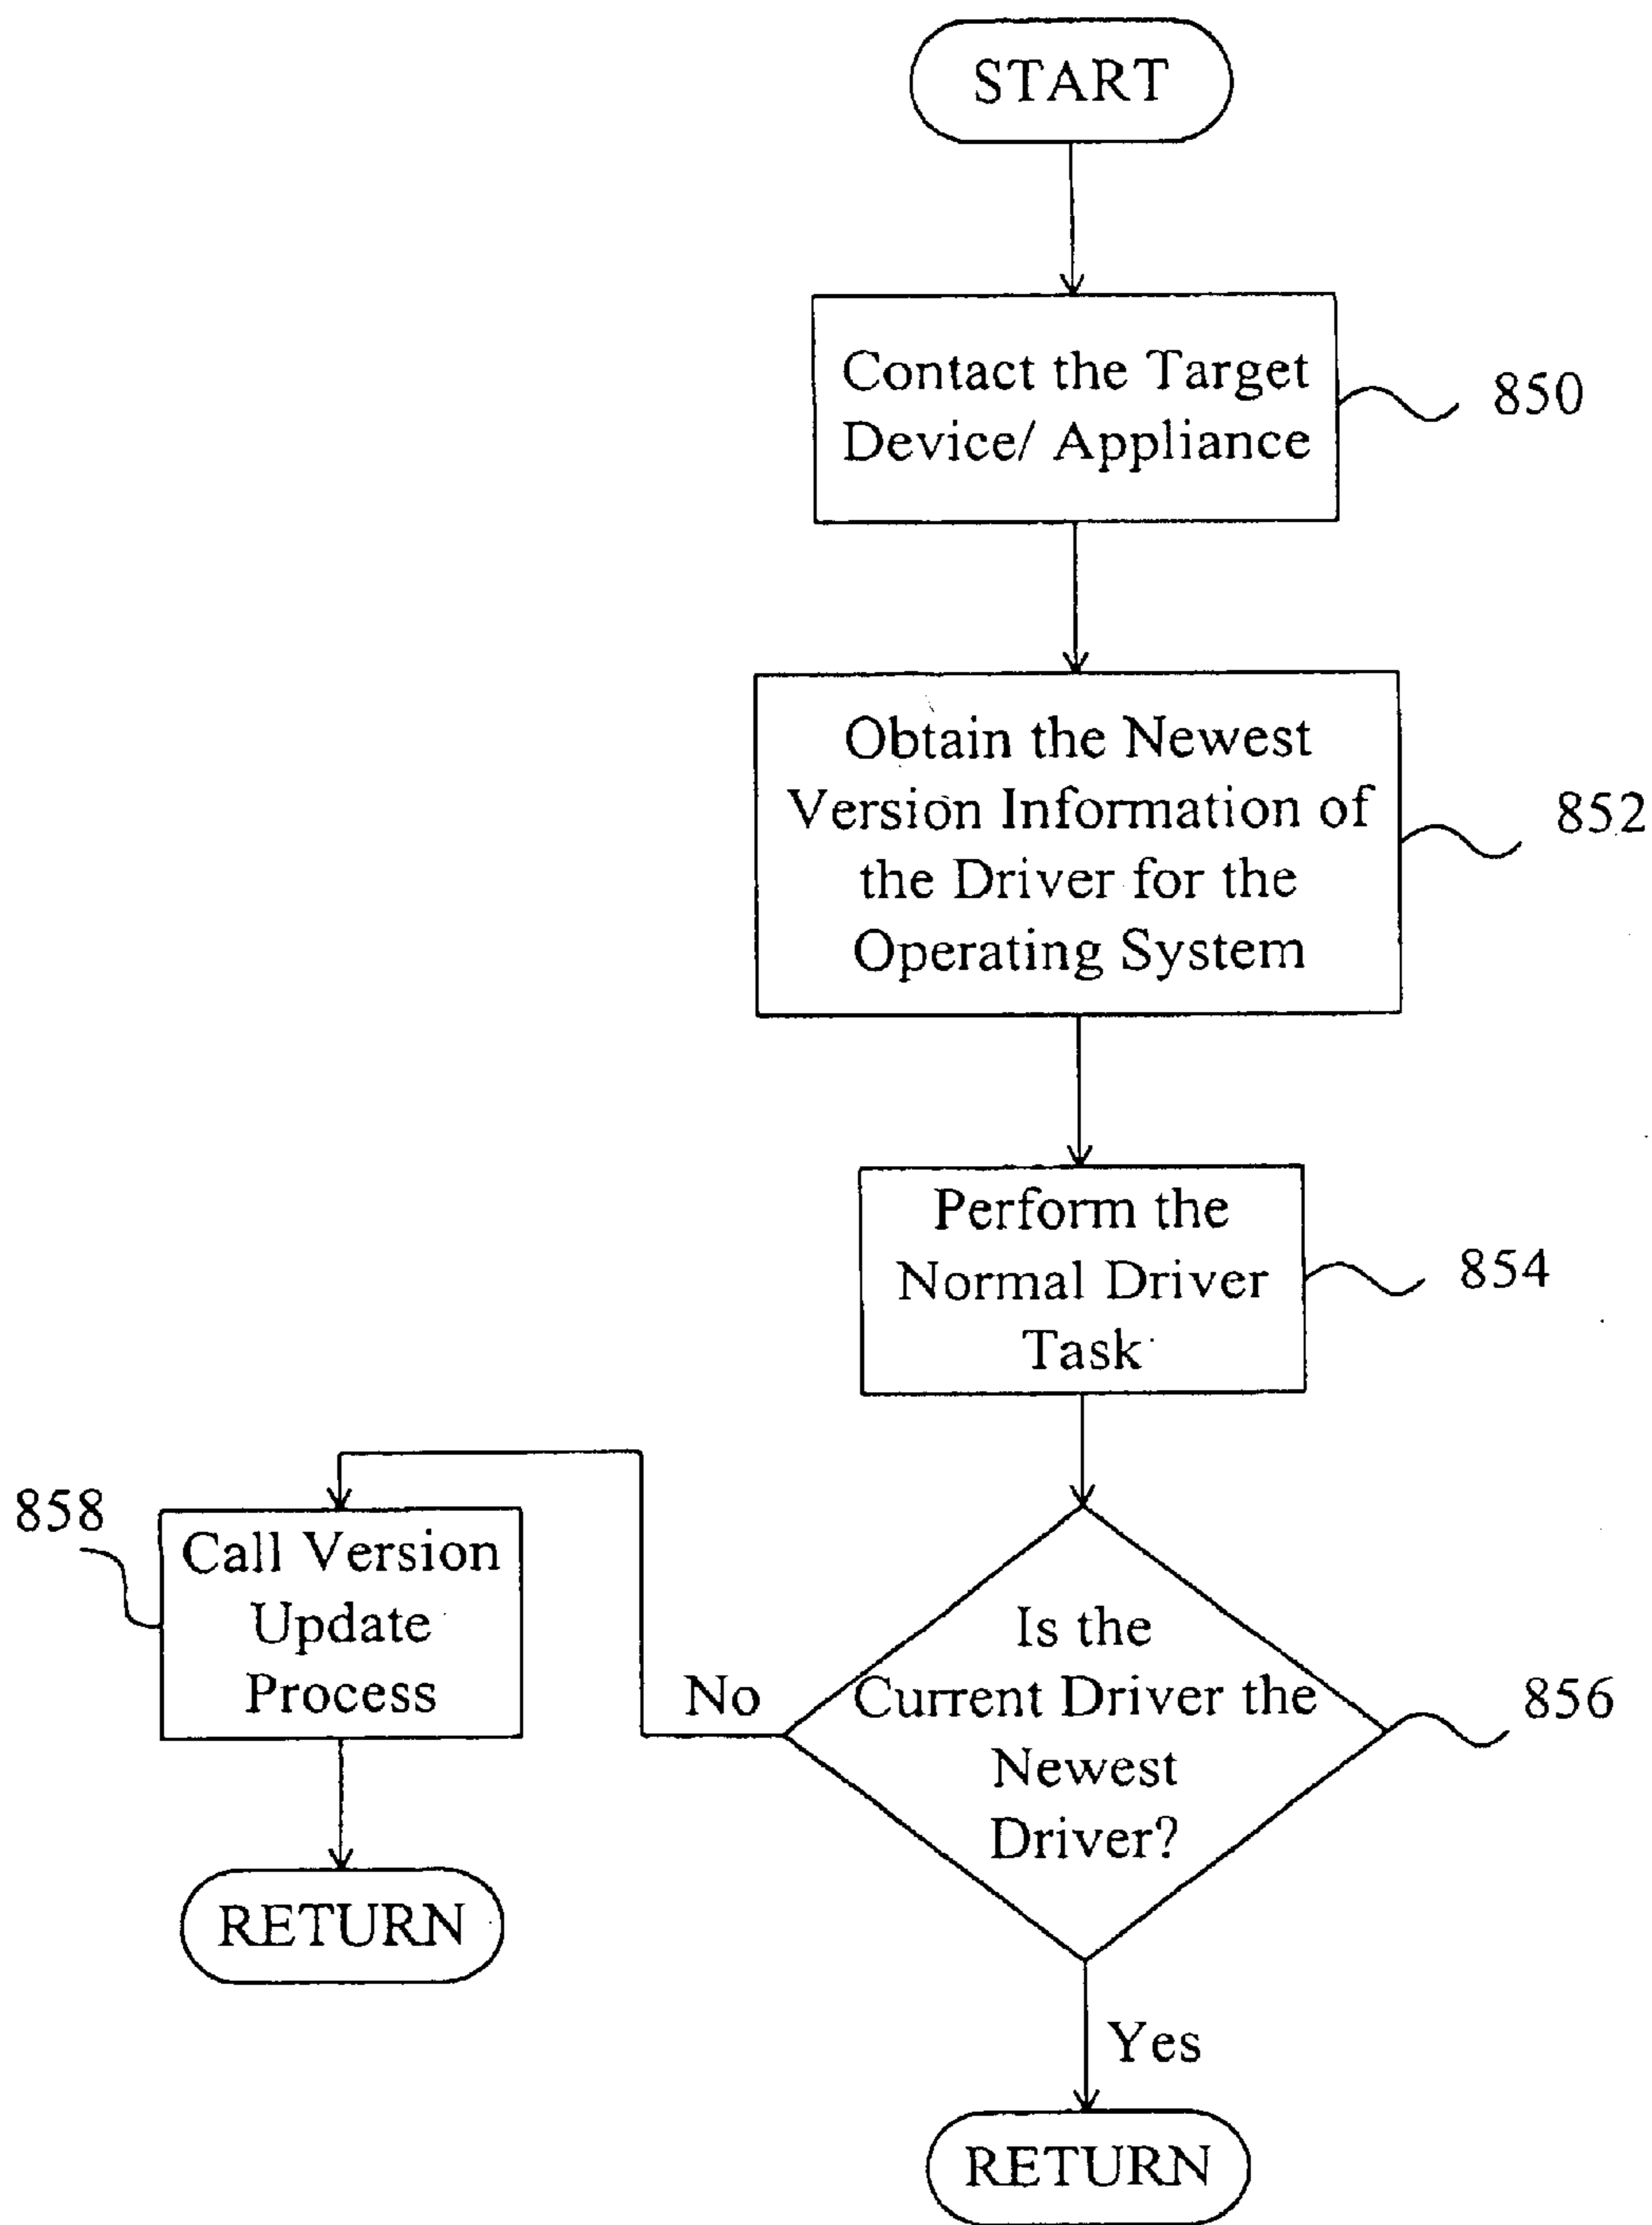 START
Contact the Target
Device/ Appliance
850
Obtain the Newest
Version Information of
the Driver for the
Operating System
852
Perform the
Normal Driver
Task
854
Is the
Current Driver the
Newest
Driver?
856
No
858
Call Version
Update
Process
RETURN
Yes
RETURN